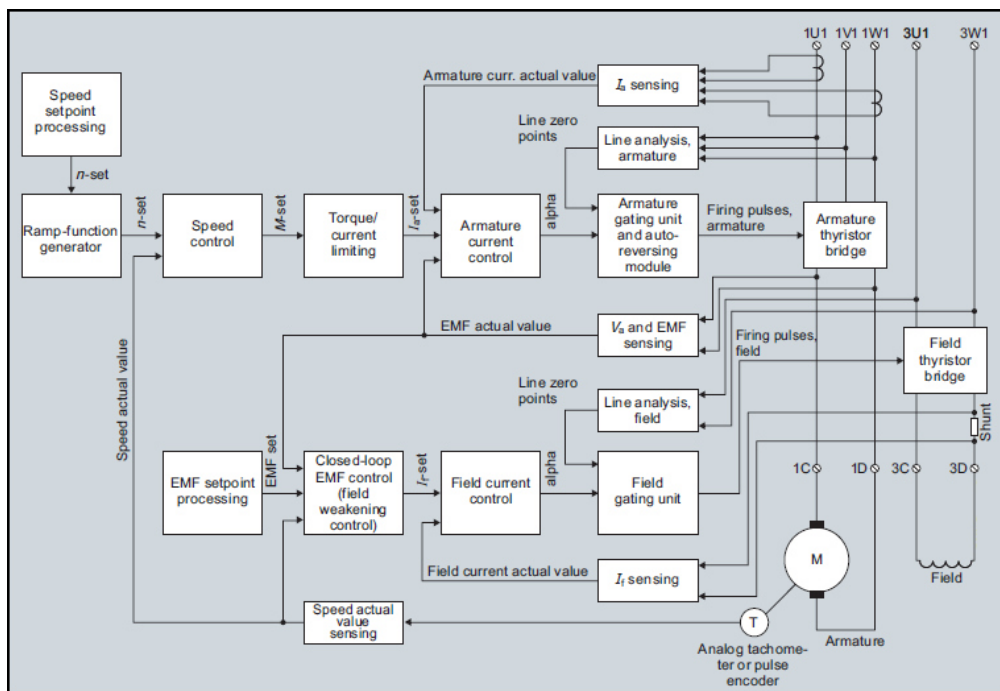 1U1 1V1 1W1 3U1 3W1
Armature curr. actual value
Iₐ sensing
Speed
setpoint
processing
Line zero
points
Line analysis,
armature
n-set
Ramp-function
generator
n-set
Speed
control
M-set
Torque/
current
limiting
Iₐ-set
Armature
current
control
alpha
Armature
gating unit
and auto-
reversing
module
Firing pulses,
armature
Armature
thyristor
bridge
EMF actual value
Vₐ and EMF
sensing
Firing pulses,
field
Field
thyristor
bridge
Speed actual value
Line zero
points
Line analysis,
field
Shunt
EMF setpoint
processing
EMF set
Closed-loop
EMF control
(field
weakening
control)
If-set
Field current
control
alpha
Field
gating unit
1C 1D 3C 3D
M
Field current actual value
If sensing
Field
Speed actual
value
sensing
T
Armature
Analog tachome-
ter or pulse
encoder